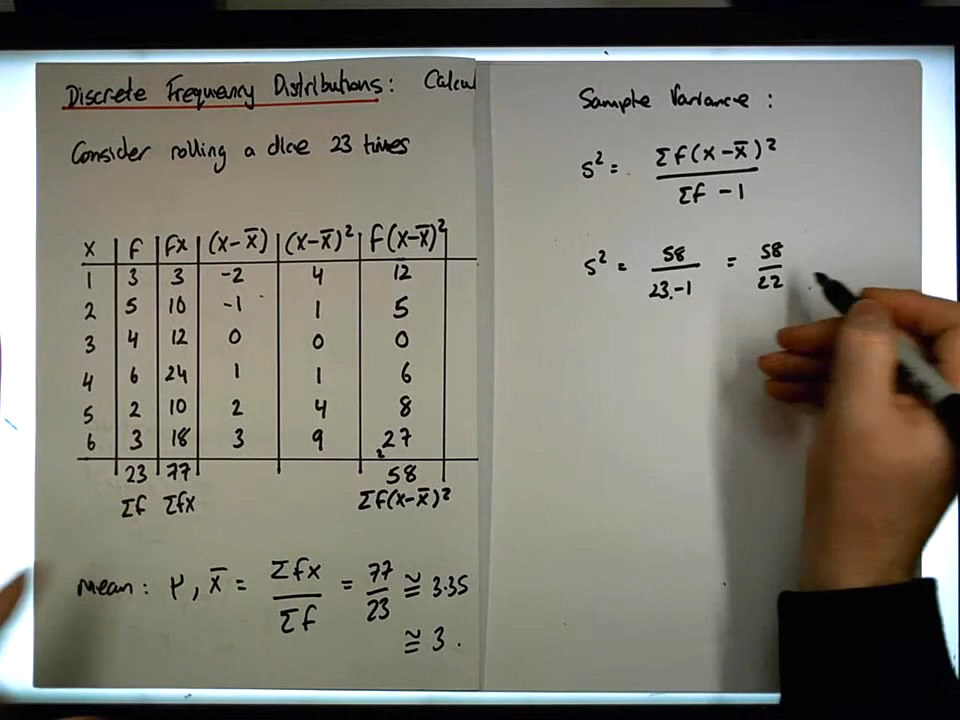 Discrete Frequency Distributions: Calcul
Consider rolling a dice 23 times
x f fx (x-x̄) (x-x̄)² f(x-x̄)²
1 3 3 -2 4 12
2 5 10 -1 1 5
3 4 12 0 0 0
4 6 24 1 1 6
5 2 10 2 4 8
6 3 18 3 9 27
23 77 58
Σf Σfx Σf(x-x̄)²
Mean: μ, x̄ = Σfx / Σf = 77/23 ≅ 3.35
≅ 3.
Sample Variance:
s² = Σf(x-x̄)² / Σf -1
s² = 58 / 23-1 = 58/22